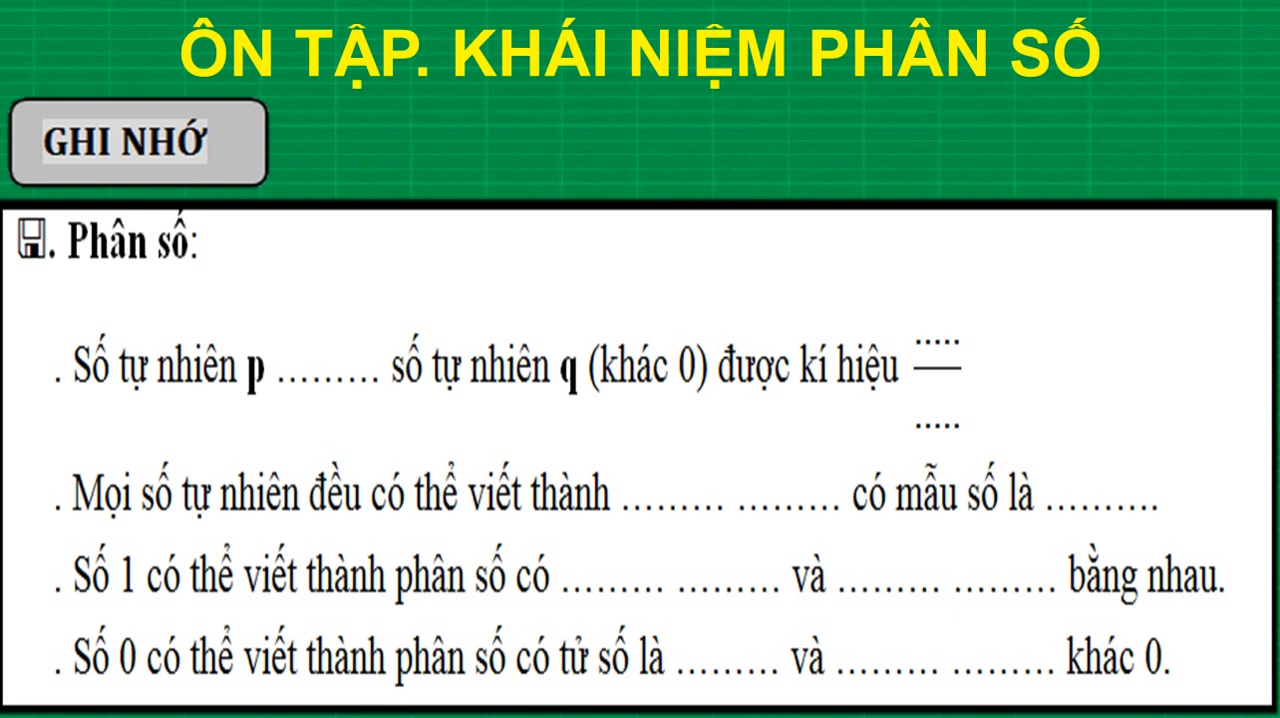 ÔN TẬP. KHÁI NIỆM PHÂN SỐ
GHI NHỚ
. Phân số:
. Số tự nhiên p ……… số tự nhiên q (khác 0) được kí hiệu ..... / .....
. Mọi số tự nhiên đều có thể viết thành ……… ……… có mẫu số là ……….
. Số 1 có thể viết thành phân số có ……… ……… và ……… ……… bằng nhau.
. Số 0 có thể viết thành phân số có tử số là ……… và ……… ……… khác 0.